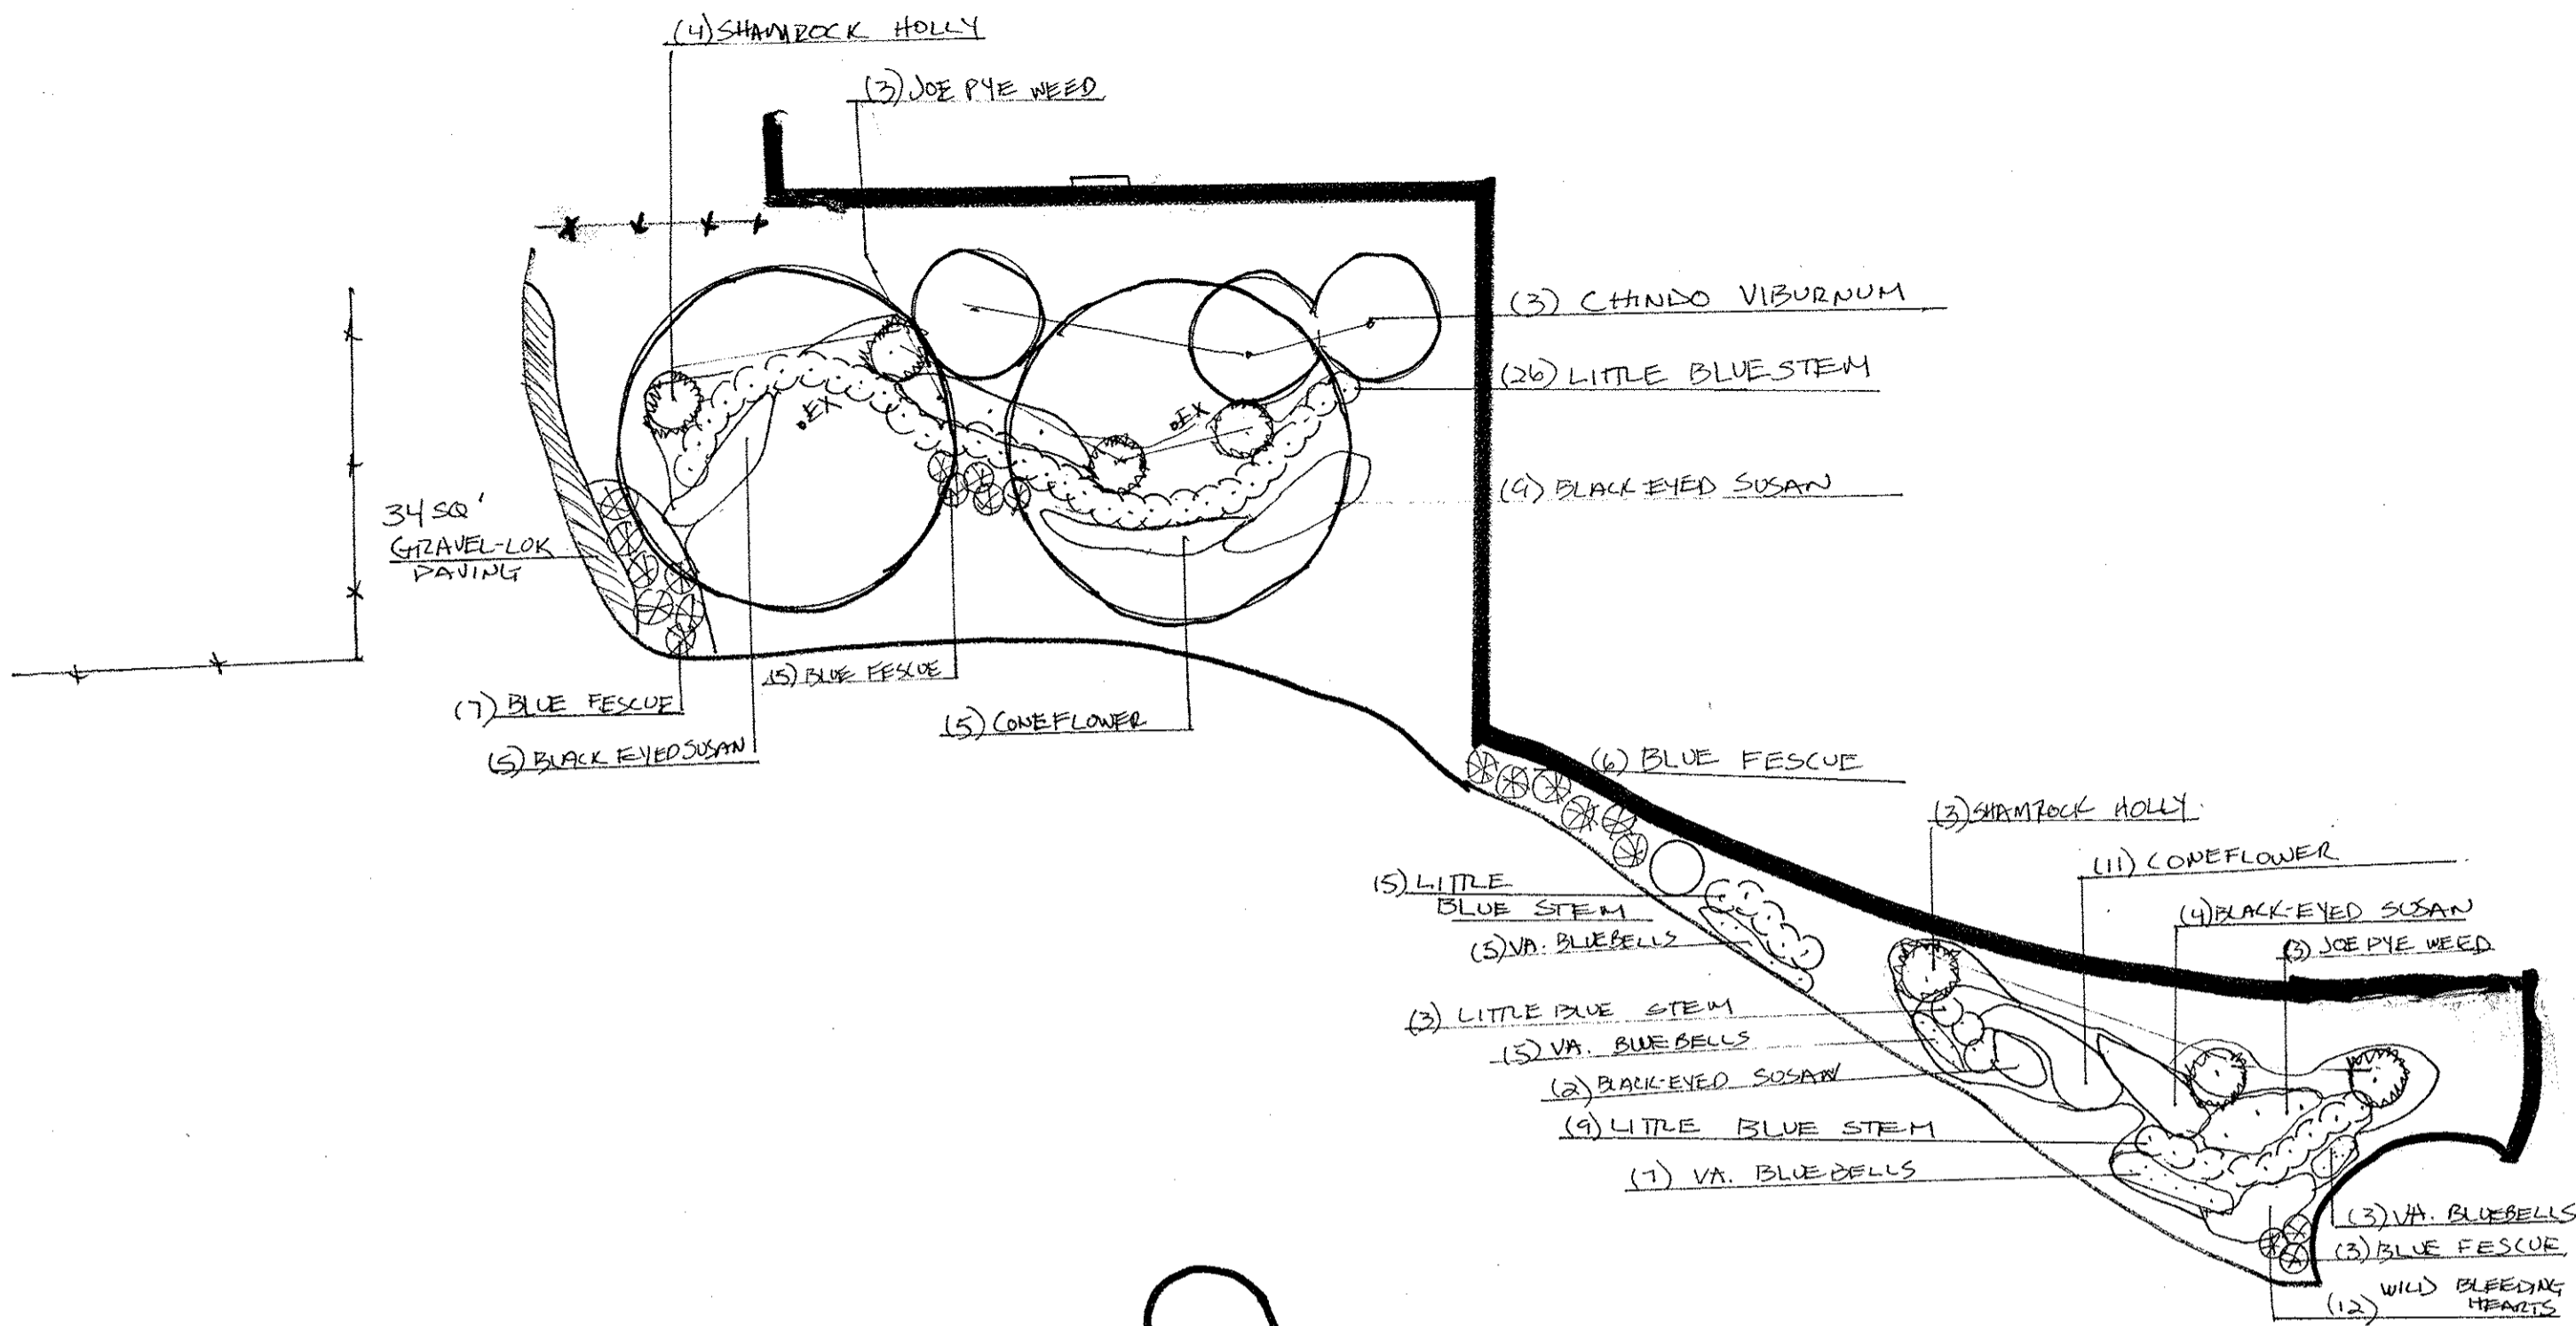 (4) SHAMROCK HOLLY
(3) JOE PYE WEED
(3) CHINDO VIBURNUM
(26) LITTLE BLUESTEM
.EX
.EX
(9) BLACK EYED SUSAN
34 SQ '
GRAVEL-LOK
PAVING
(5) BLUE FESCUE
(7) BLUE FESCUE
(5) CONEFLOWER
(5) BLACK EYED SUSAN
(6) BLUE FESCUE
(3) SHAMROCK HOLLY
(11) CONEFLOWER
(5) LITTLE
BLUE STEM
(4) BLACK-EYED SUSAN
(5) VA. BLUEBELLS
(3) JOE PYE WEED
(3) LITTLE BLUE STEM
(5) VA. BLUEBELLS
(2) BLACK-EYED SUSAN
(9) LITTLE BLUE STEM
(7) VA. BLUEBELLS
(3) VA. BLUEBELLS
(3) BLUE FESCUE
WILD BLEEDING
(12) HEARTS